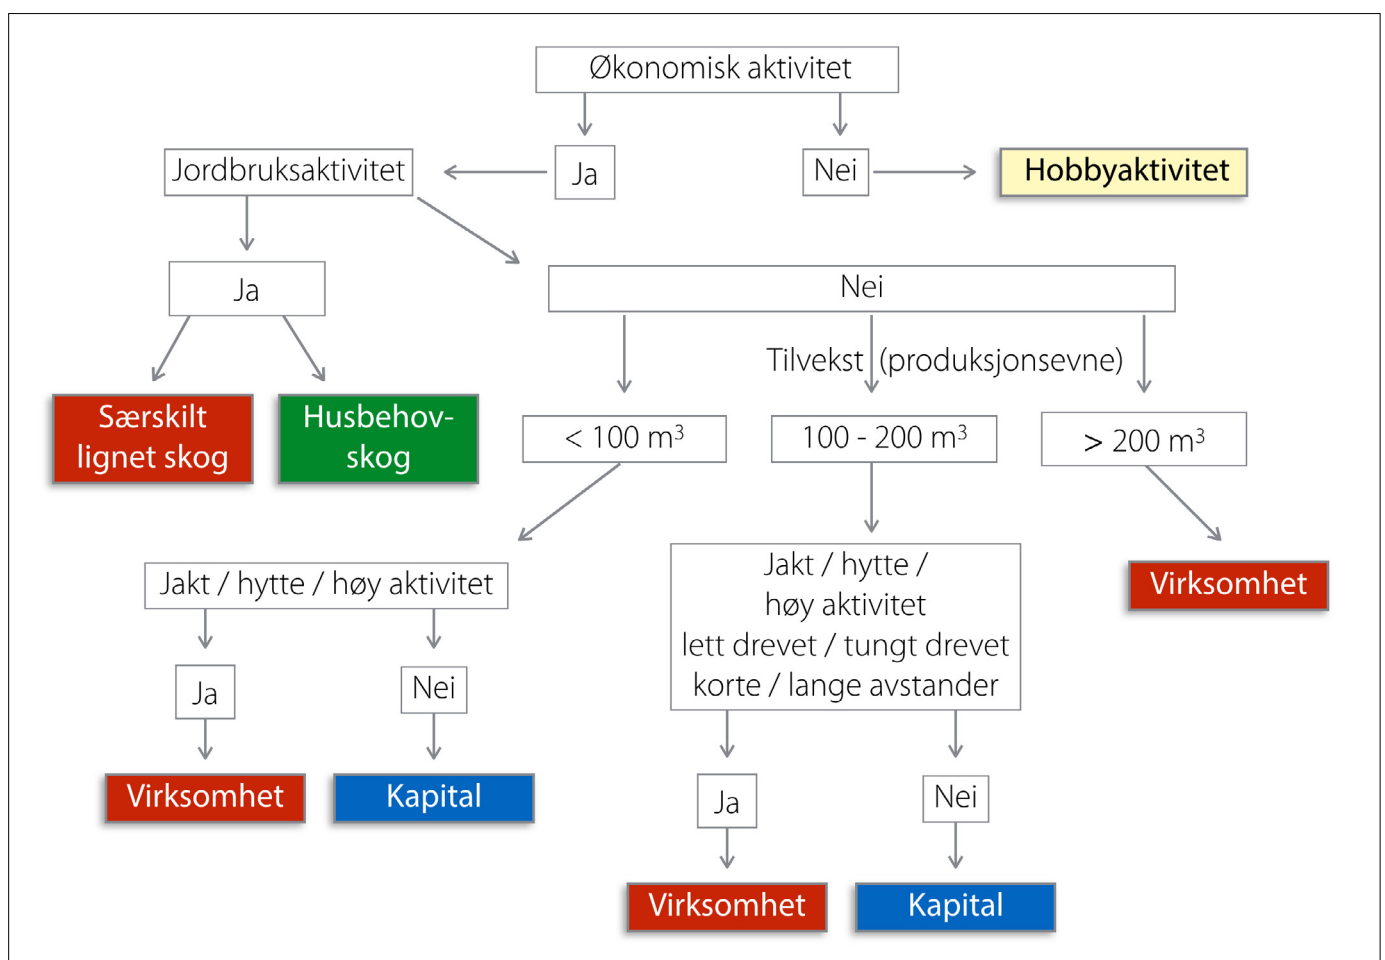 Økonomisk aktivitet
Jordbruksaktivitet
Ja
Nei
Hobbyaktivitet
Ja
Nei
Tilvekst (produksjonsevne)
Særskilt
lignet skog
Husbehov-
skog
< 100 m³
100 - 200 m³
> 200 m³
Jakt / hytte / høy aktivitet
Jakt / hytte /
høy aktivitet
lett drevet / tungt drevet
korte / lange avstander
Virksomhet
Ja
Nei
Virksomhet
Kapital
Ja
Nei
Virksomhet
Kapital